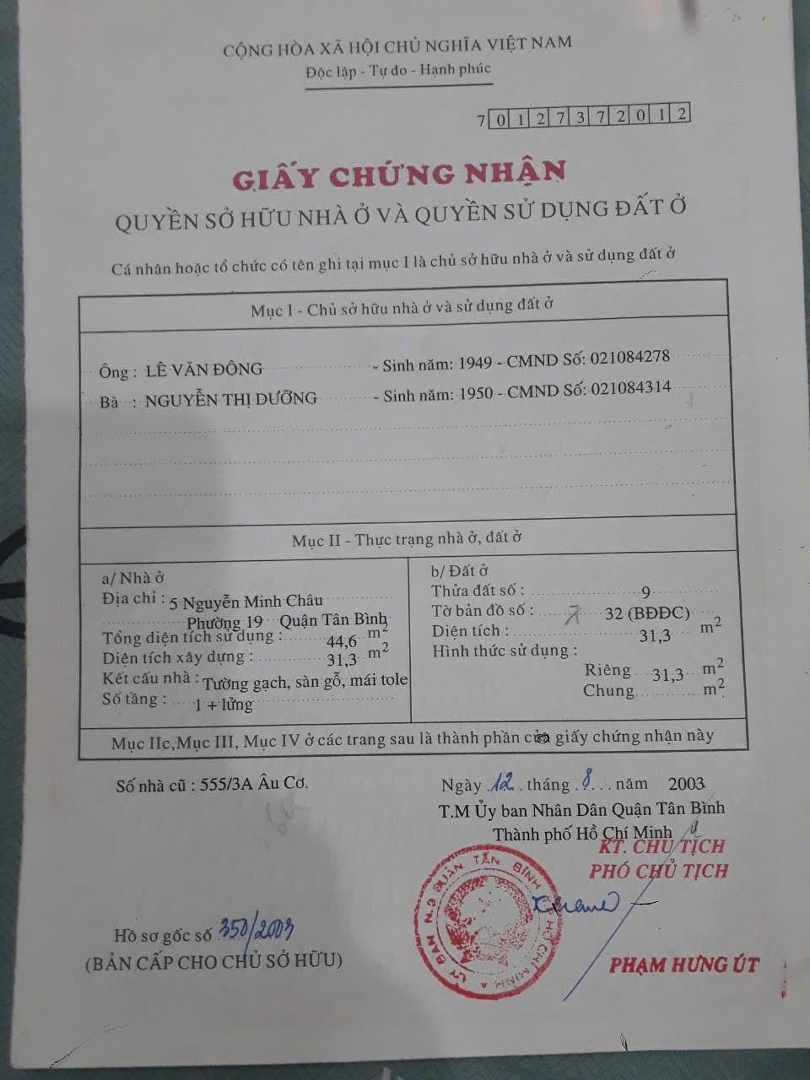 CỘNG HÒA XÃ HỘI CHỦ NGHĨA VIỆT NAM
Độc lập - Tự do - Hạnh phúc
7 0 1 2 7 3 7 2 0 1 2
GIẤY CHỨNG NHẬN
QUYỀN SỞ HỮU NHÀ Ở VÀ QUYỀN SỬ DỤNG ĐẤT Ở
Cá nhân hoặc tổ chức có tên ghi tại mục I là chủ sở hữu nhà ở và sử dụng đất ở
Mục I - Chủ sở hữu nhà ở và sử dụng đất ở
Ông : LÊ VĂN ĐÔNG - Sinh năm: 1949 - CMND Số: 021084278
Bà : NGUYỄN THỊ DƯỠNG - Sinh năm: 1950 - CMND Số: 021084314
Mục II - Thực trạng nhà ở, đất ở
a/ Nhà ở
Địa chỉ : 5 Nguyễn Minh Châu
Phường 19 Quận Tân Bình
Tổng diện tích sử dụng : 44,6 m²
Diện tích xây dựng : 31,3 m²
Kết cấu nhà : Tường gạch, sàn gỗ, mái tole
Số tầng : 1 + lửng
b/ Đất ở
Thửa đất số : 9
Tờ bản đồ số : 32 (BĐĐC)
Diện tích : 31,3 m²
Hình thức sử dụng :
Riêng 31,3 m²
Chung m²
Mục IIc,Mục III, Mục IV ở các trang sau là thành phần của giấy chứng nhận này
Số nhà cũ : 555/3A Âu Cơ.
Ngày 12 tháng 8 năm 2003
T.M Ủy ban Nhân Dân Quận Tân Bình
Thành phố Hồ Chí Minh
KT. CHỦ TỊCH
PHÓ CHỦ TỊCH
ỦY BAN N.D QUẬN TÂN BÌNH
HỒ CHÍ MINH
Hồ sơ gốc số 350/2003
(BẢN CẤP CHO CHỦ SỞ HỮU)
PHẠM HƯNG ÚT